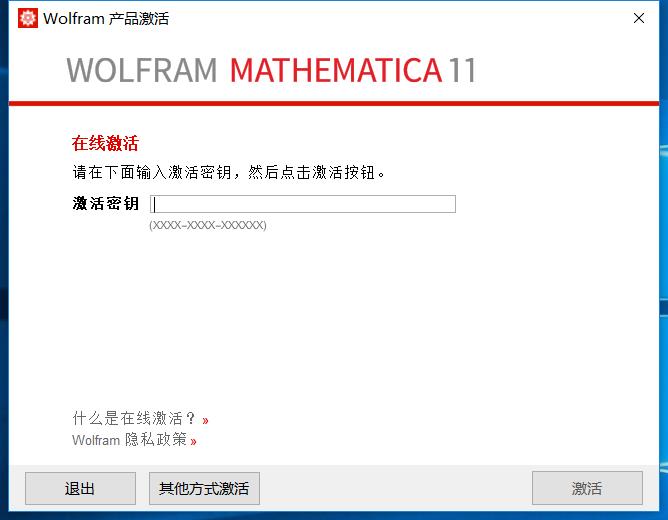 Wolfram 产品激活
WOLFRAM MATHEMATICA 11
在线激活
请在下面输入激活密钥，然后点击激活按钮。
激活密钥
(XXXX-XXXX-XXXXXX)
什么是在线激活？ »
Wolfram 隐私政策 »
退出
其他方式激活
激活